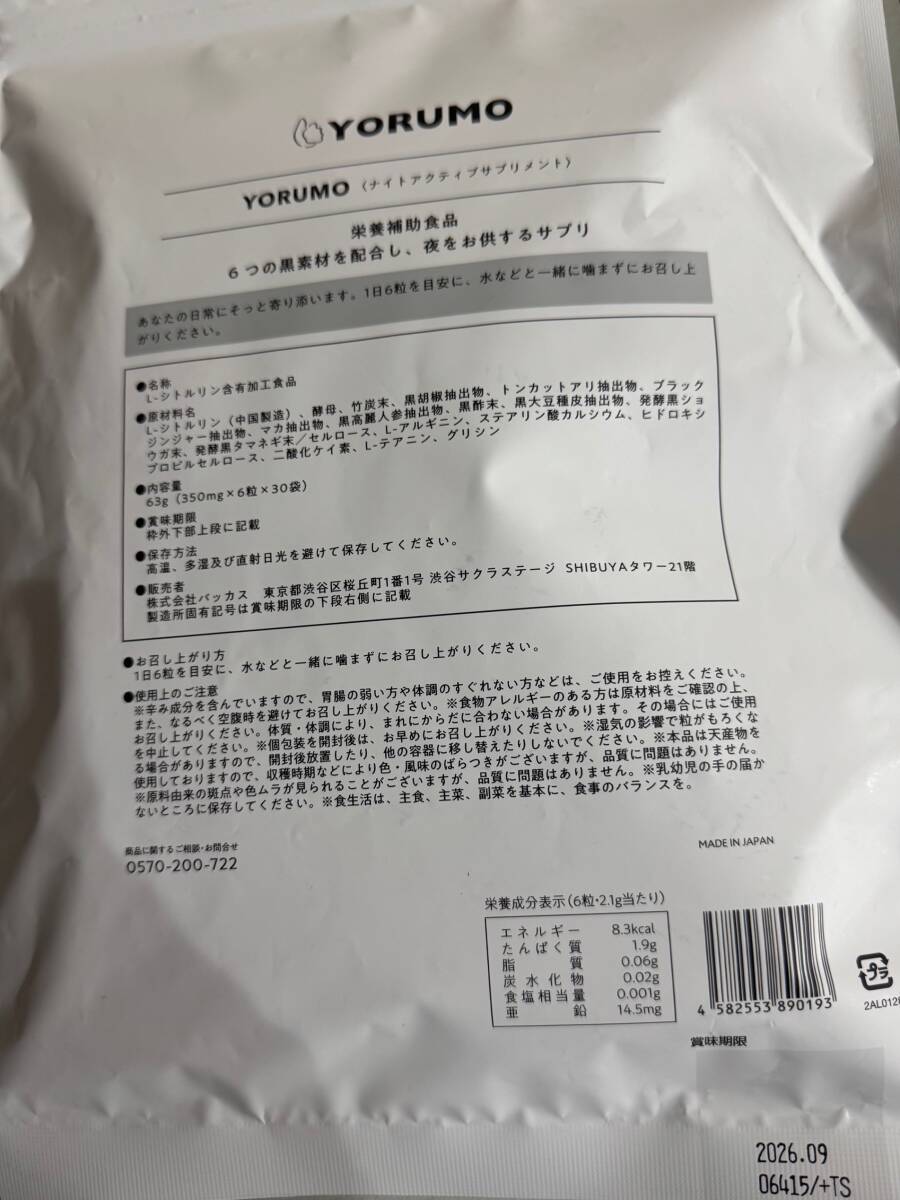 YORUMO
YORUMO（ナイトアクティブサプリメント）
栄養補助食品
6つの黒素材を配合し、夜をお供するサプリ
あなたの日常にそっと寄り添います。1日6粒を目安に、水などと一緒に噛まずにお召し上
がりください。
●名称
L-シトルリン含有加工食品
●原材料名
L-シトルリン（中国製造）、酵母、竹炭末、黒胡椒抽出物、トンカットアリ抽出物、ブラック
ジンジャー抽出物、マカ抽出物、黒高麗人参抽出物、黒酢末、黒大豆種皮抽出物、発酵黒ショ
ウガ末、発酵黒タマネギ末／セルロース、L-アルギニン、ステアリン酸カルシウム、ヒドロキシ
プロピルセルロース、二酸化ケイ素、L-テアニン、グリシン
●内容量
63g（350mg×6粒×30袋）
●賞味期限
枠外下部上段に記載
●保存方法
高温、多湿及び直射日光を避けて保存してください。
●販売者
株式会社バッカス　東京都渋谷区桜丘町1番1号 渋谷サクラステージ SHIBUYAタワー21階
製造所固有記号は賞味期限の下段右側に記載
●お召し上がり方
1日6粒を目安に、水などと一緒に噛まずにお召し上がりください。
●使用上のご注意
※辛み成分を含んでいますので、胃腸の弱い方や体調のすぐれない方などは、ご使用をお控えください。
また、なるべく空腹時を避けてお召し上がりください。※食物アレルギーのある方は原材料をご確認の上、
お召し上がりください。体質・体調により、まれにからだに合わない場合があります。その場合にはご使用
を中止してください。※個包装を開封後は、お早めにお召し上がりください。※湿気の影響で粒がもろくな
る場合がありますので、開封後放置したり、他の容器に移し替えたりしないでください。※本品は天産物を
使用しておりますので、収穫時期などにより色・風味のばらつきがございますが、品質に問題はありません。
※原料由来の斑点や色ムラが見られることがございますが、品質に問題はありません。※乳幼児の手の届か
ないところに保存してください。※食生活は、主食、主菜、副菜を基本に、食事のバランスを。
商品に関するご相談・お問合せ
0570-200-722
MADE IN JAPAN
栄養成分表示（6粒・2.1g当たり）
エネルギー 8.3kcal
たんぱく質 1.9g
脂質 0.06g
炭水化物 0.02g
食塩相当量 0.001g
亜鉛 14.5mg
4 582553 890193
プラ
2AL012
賞味期限
2026.09
06415/+TS